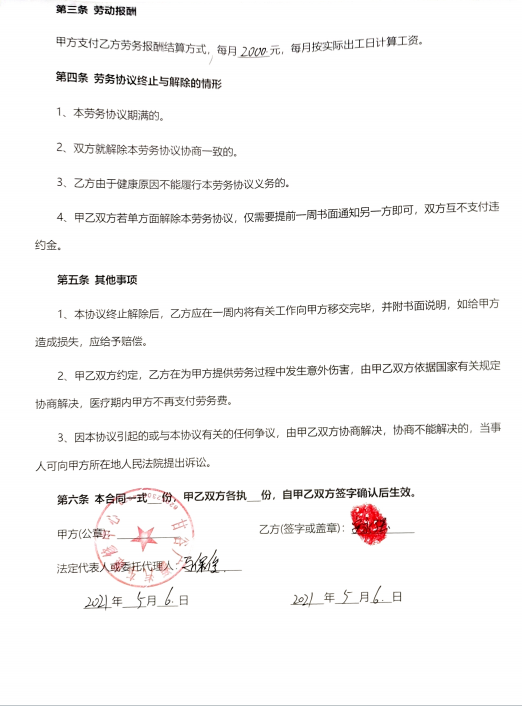 第三条 劳动报酬
甲方支付乙方劳务报酬结算方式，每月2000元，每月按实际出工日计算工资。
第四条 劳务协议终止与解除的情形
1、本劳务协议期满的。
2、双方就解除本劳务协议协商一致的。
3、乙方由于健康原因不能履行本劳务协议义务的。
4、甲乙双方若单方面解除本劳务协议，仅需要提前一周书面通知另一方即可，双方互不支付违
约金。
第五条 其他事项
1、本协议终止解除后，乙方应在一周内将有关工作向甲方移交完毕，并附书面说明，如给甲方
造成损失，应给予赔偿。
2、甲乙双方约定，乙方在为甲方提供劳务过程中发生意外伤害，由甲乙双方依据国家有关规定
协商解决，医疗期内甲方不再支付劳务费。
3、因本协议引起的或与本协议有关的任何争议，由甲乙双方协商解决，协商不能解决的，当事
人可向甲方所在地人民法院提出诉讼。
第六条 本合同一式__份，甲乙双方各执__份，自甲乙双方签字确认后生效。
甲方(公章)：__________ 乙方(签字或盖章)：
法定代表人或委托代理人：
2021年5月6日 2021年5月6日